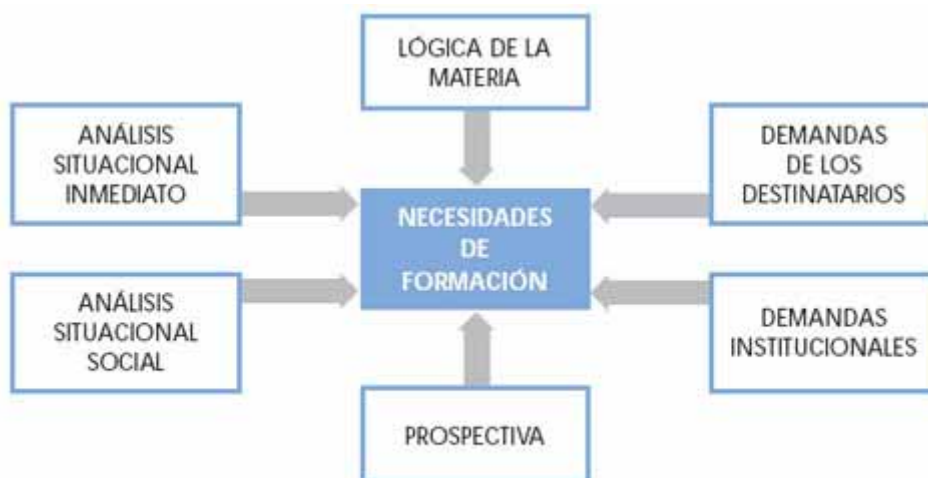 LÓGICA DE LA
MATERIA
ANÁLISIS
SITUACIONAL
INMEDIATO
DEMANDAS
DE LOS
DESTINATARIOS
NECESIDADES
DE
FORMACIÓN
ANÁLISIS
SITUACIONAL
SOCIAL
DEMANDAS
INSTITUCIONALES
PROSPECTIVA